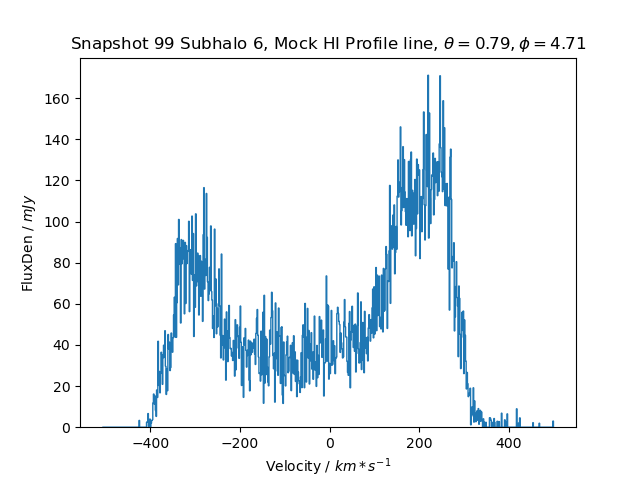 Snapshot 99 Subhalo 6, Mock HI Profile line, θ = 0.79, ϕ = 4.71
FluxDen / mJy
160
140
120
100
80
60
40
20
0
−400 −200 0 200 400
Velocity / km * s⁻¹